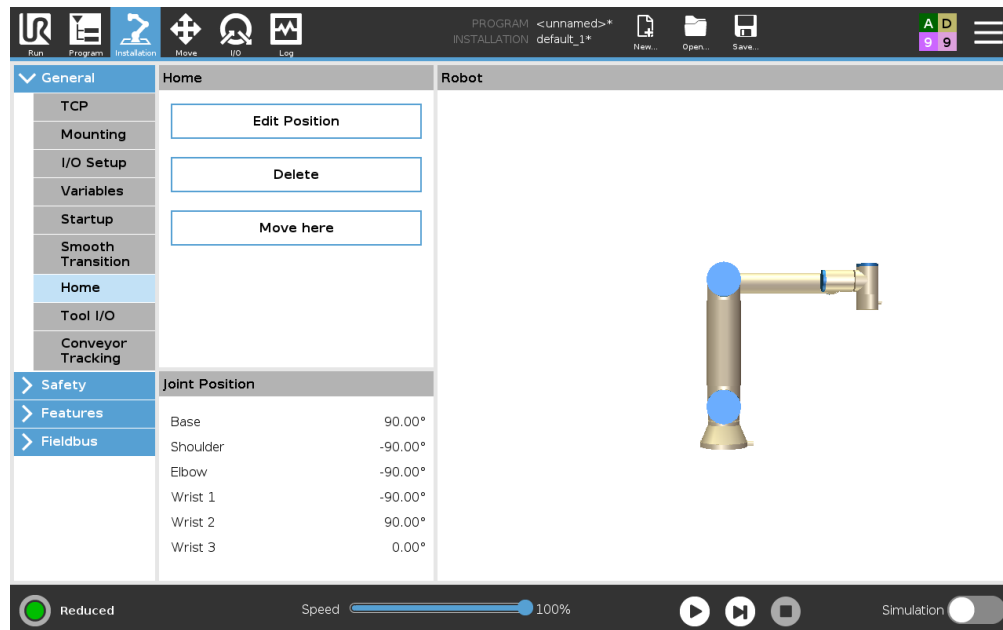 UR
Run
Program
Installation
Move
I/O
Log
PROGRAM <unnamed>*
INSTALLATION default_1*
New...
Open...
Save...
A D
9 9
General
TCP
Mounting
I/O Setup
Variables
Startup
Smooth
Transition
Home
Tool I/O
Conveyor
Tracking
Safety
Features
Fieldbus
Home
Edit Position
Delete
Move here
Joint Position
Base 90.00°
Shoulder -90.00°
Elbow -90.00°
Wrist 1 -90.00°
Wrist 2 90.00°
Wrist 3 0.00°
Robot
Reduced
Speed 100%
Simulation